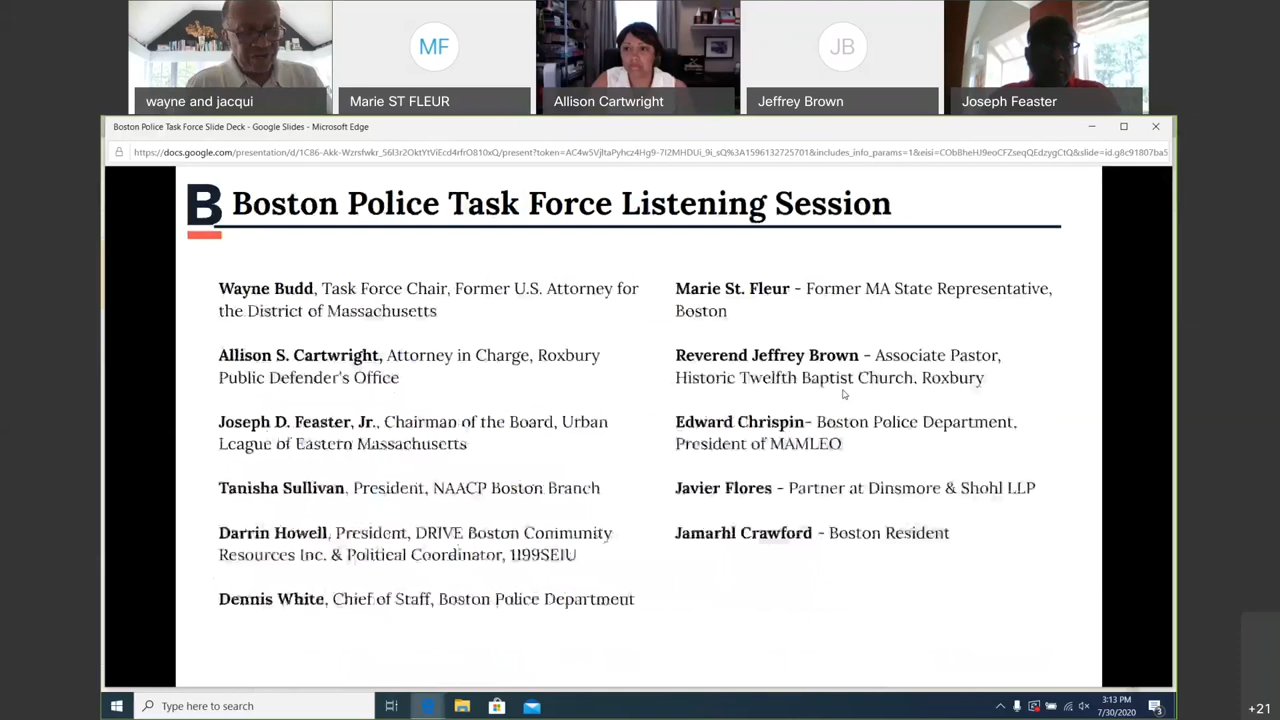 MF
JB
wayne and jacqui
Marie ST FLEUR
Allison Cartwright
Jeffrey Brown
Joseph Feaster
Boston Police Task Force Slide Deck - Google Slides - Microsoft Edge
B Boston Police Task Force Listening Session
Wayne Budd, Task Force Chair, Former U.S. Attorney for
the District of Massachusetts
Allison S. Cartwright, Attorney in Charge, Roxbury
Public Defender's Office
Joseph D. Feaster, Jr., Chairman of the Board, Urban
League of Eastern Massachusetts
Tanisha Sullivan, President, NAACP Boston Branch
Darrin Howell, President, DRIVE Boston Community
Resources Inc. & Political Coordinator, 1199SEIU
Dennis White, Chief of Staff, Boston Police Department
Marie St. Fleur - Former MA State Representative,
Boston
Reverend Jeffrey Brown - Associate Pastor,
Historic Twelfth Baptist Church. Roxbury
Edward Chrispin- Boston Police Department,
President of MAMLEO
Javier Flores - Partner at Dinsmore & Shohl LLP
Jamarhl Crawford - Boston Resident
Type here to search
3:13 PM
7/30/2020
3
+21